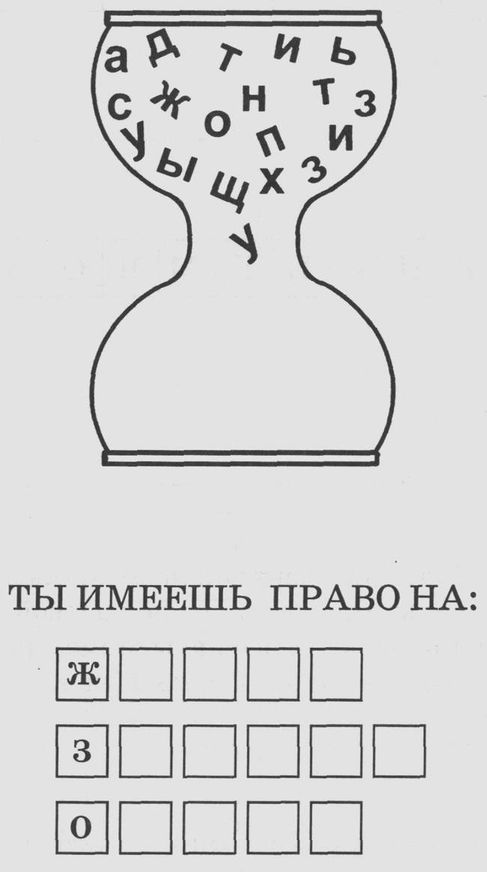 а д т и ь
с ж о н т з
у ы щ п х з и
у
ТЫ ИМЕЕШЬ ПРАВО НА:
Ж
З
О